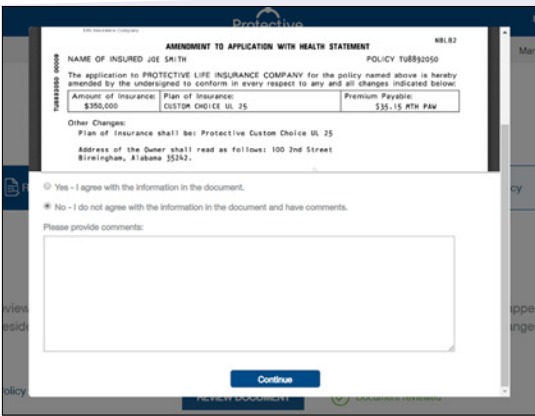 Protective
Life Insurance Company
NBLB2
AMENDMENT TO APPLICATION WITH HEALTH STATEMENT
NAME OF INSURED JOE SMITH POLICY TU8892050
TU8892050 00009
The application to PROTECTIVE LIFE INSURANCE COMPANY for the policy named above is hereby
amended by the undersigned to conform in every respect to any and all changes indicated below:
Amount of Insurance: Plan of Insurance: Premium Payable:
$350,000 CUSTOM CHOICE UL 25 $35.15 MTH PAW
Other Changes:
Plan of Insurance shall be: Protective Custom Choice UL 25
Address of the Owner shall read as follows: 100 2nd Street
Birmingham, Alabama 35242.
Yes - I agree with the information in the document.
No - I do not agree with the information in the document and have comments.
Please provide comments:
Continue
Policy
REVIEW DOCUMENT
Document reviewed